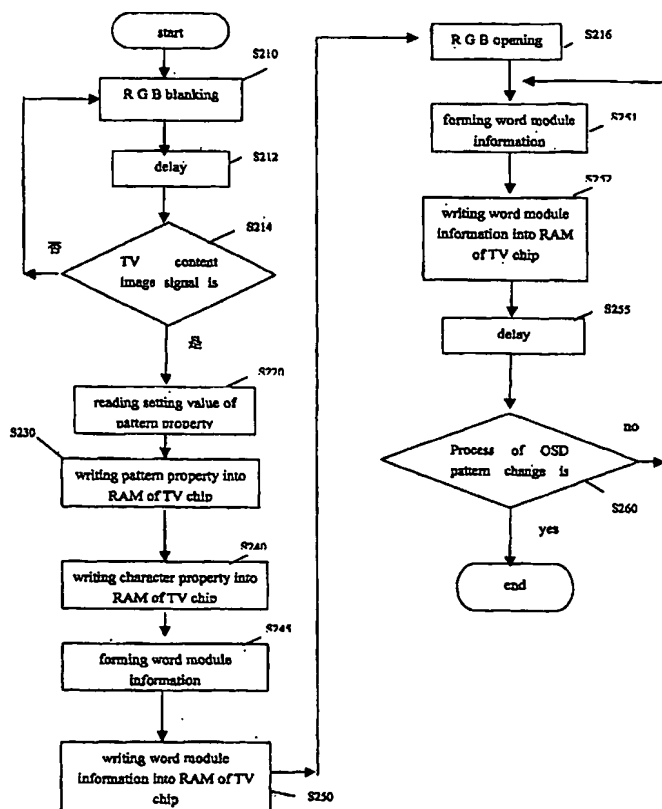 start
S210
R G B blanking
S212
delay
S214
否
TV content
image signal is
是
S220
reading setting value of
pattern property
S230
writing pattern property into
RAM of TV chip
S240
writing character property into
RAM of TV chip
S245
forming word module
information
writing word module
information into RAM of TV
chip
S250
R G B opening
S216
forming word module
information
S251
S252
writing word module
information into RAM
of TV chip
S255
delay
no
Process of OSD
pattern change is
S260
yes
end